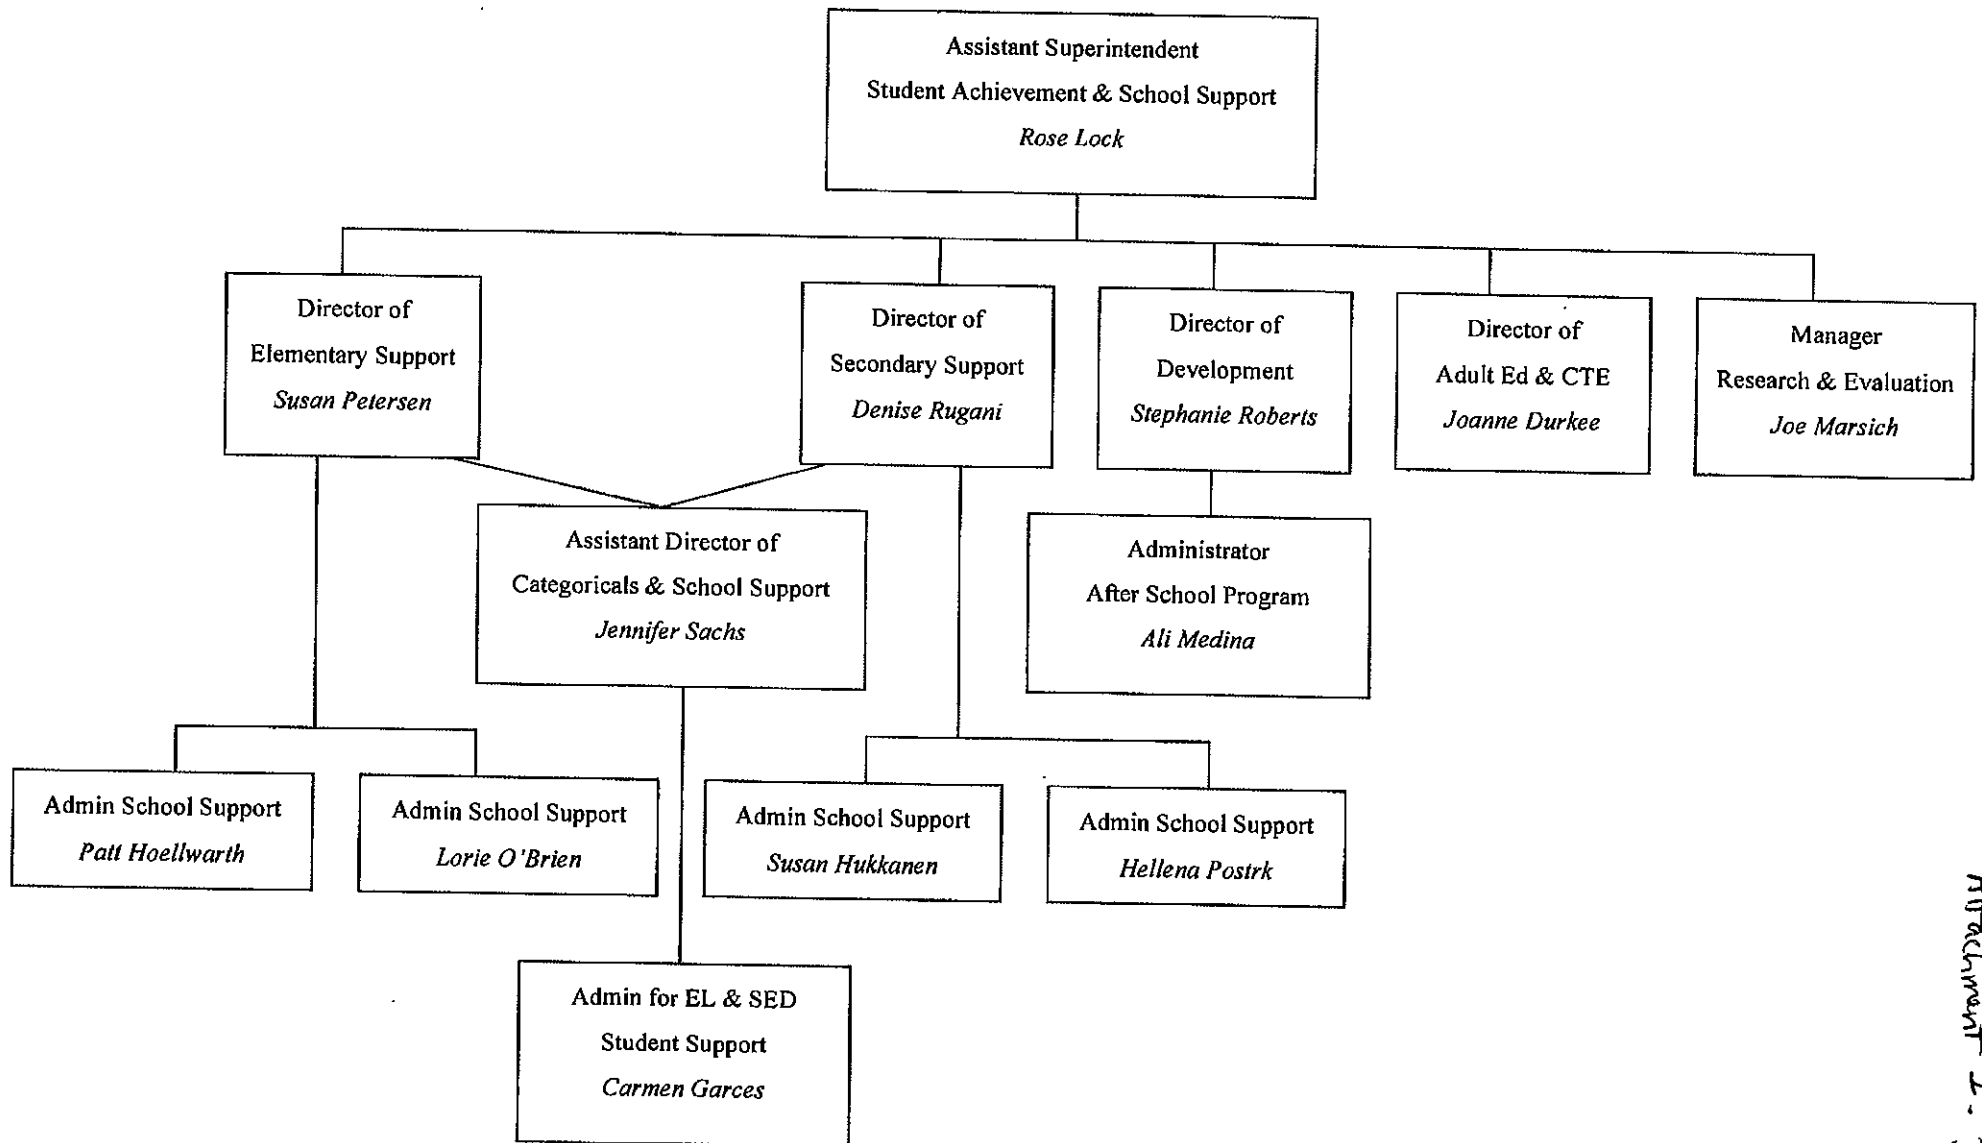 Assistant Superintendent
Student Achievement & School Support
Rose Lock
Director of
Elementary Support
Susan Petersen
Director of
Secondary Support
Denise Rugani
Director of
Development
Stephanie Roberts
Director of
Adult Ed & CTE
Joanne Durkee
Manager
Research & Evaluation
Joe Marsich
Assistant Director of
Categoricals & School Support
Jennifer Sachs
Administrator
After School Program
Ali Medina
Admin School Support
Patt Hoellwarth
Admin School Support
Lorie O'Brien
Admin School Support
Susan Hukkanen
Admin School Support
Hellena Postrk
Admin for EL & SED
Student Support
Carmen Garces
Attachment